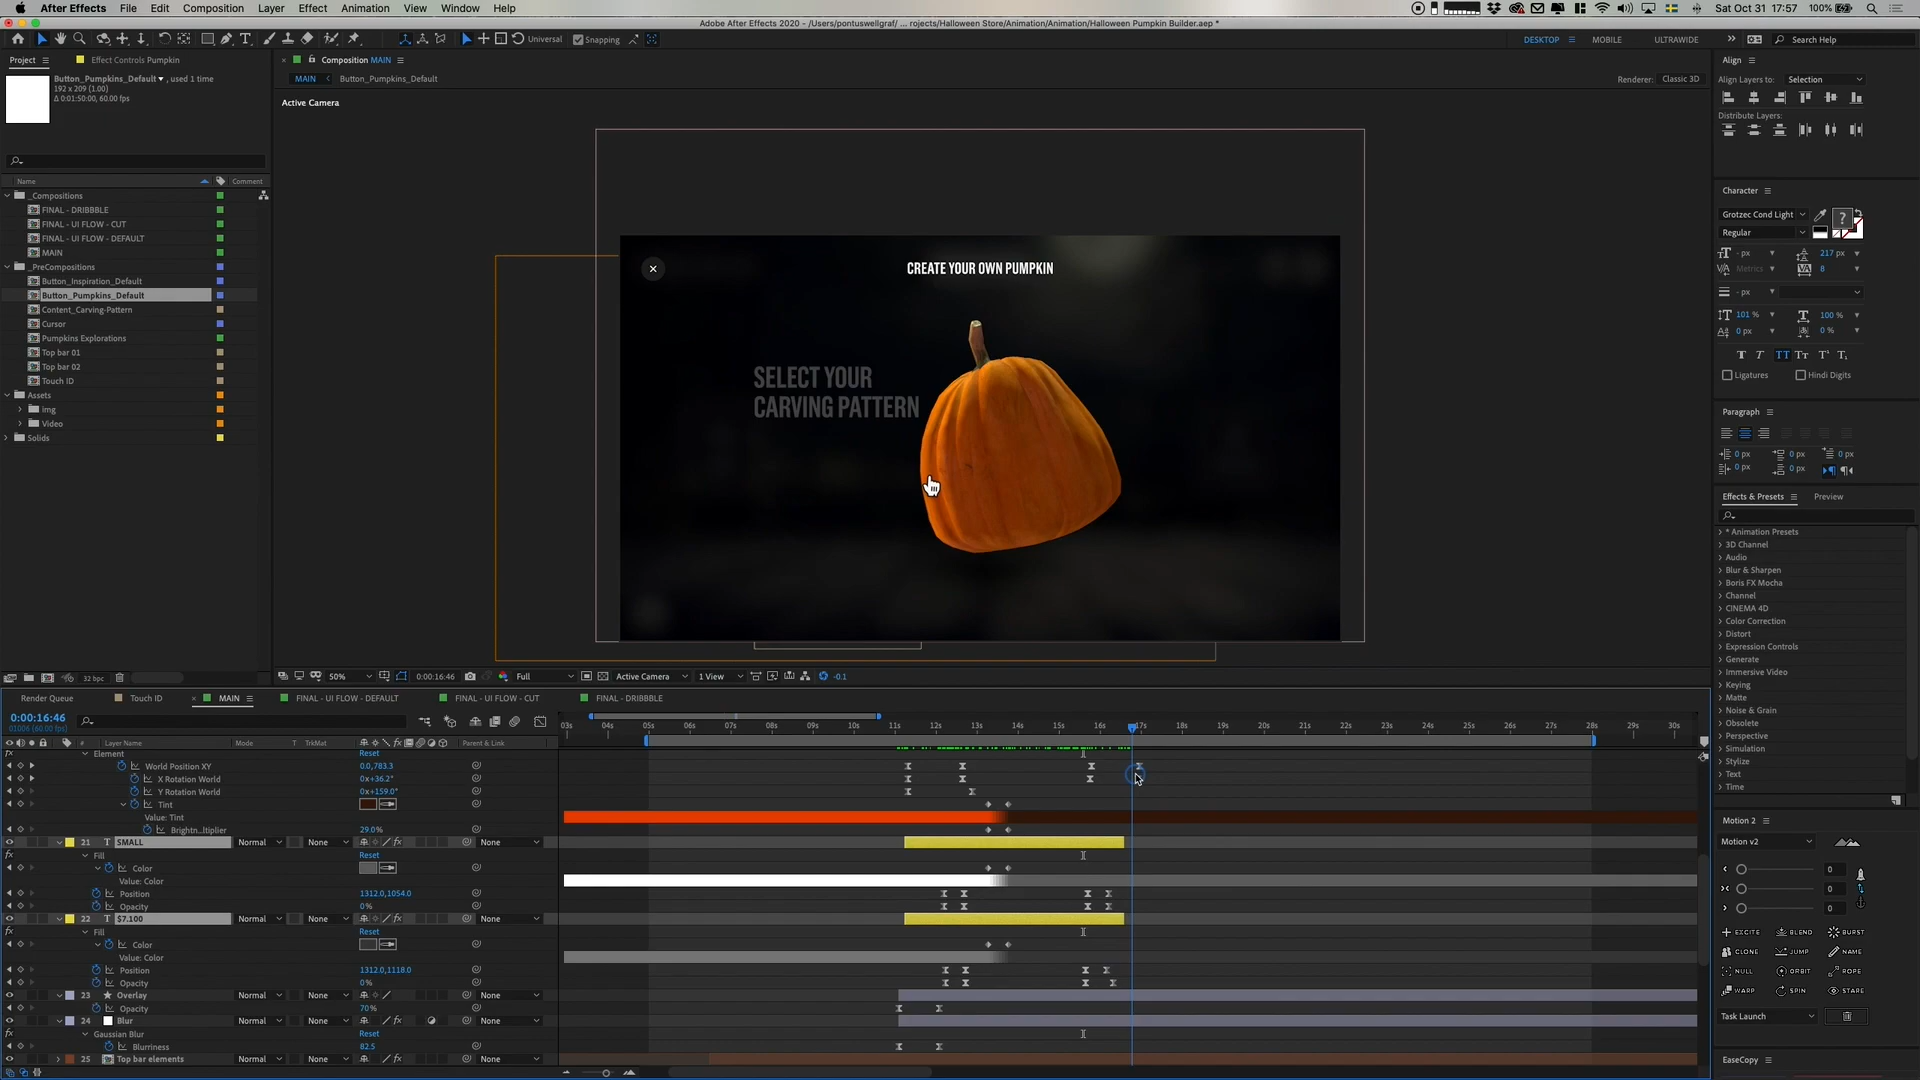 After Effects File Edit Composition Layer Effect Animation View Window Help
100% Sat Oct 31 17:57
Adobe After Effects 2020 - /Users/pontuswellgraf/ ... rojects/Halloween Store/Animation/Animation/Halloween Pumpkin Builder.aep *
Universal Snapping DESKTOP MOBILE ULTRAWIDE Search Help
Project Effect Controls Pumpkin
Button_Pumpkins_Default , used 1 time
192 x 209 (1.00)
Δ 0:01:50:00, 60.00 fps
Name Comment
_Compositions
FINAL - DRIBBBLE
FINAL - UI FLOW - CUT
FINAL - UI FLOW - DEFAULT
MAIN
_PreCompositions
Button_Inspiration_Default
Button_Pumpkins_Default
Content_Carving-Pattern
Cursor
Pumpkins Explorations
Top bar 01
Top bar 02
Touch ID
Assets
img
Video
Solids
32 bpc
Composition MAIN
MAIN Button_Pumpkins_Default
Renderer: Classic 3D
Active Camera
CREATE YOUR OWN PUMPKIN
SELECT YOUR
CARVING PATTERN
50% 0:00:16:46 Full Active Camera 1 View -0.1
Align
Align Layers to: Selection
Distribute Layers:
Character
Grotzec Cond Light
Regular
- px 217 px
Metrics 8
- px
101 % 100 %
0 px 0 %
Ligatures Hindi Digits
Paragraph
0 px 0 px 0 px
0 px 0 px
Effects & Presets Preview
* Animation Presets
3D Channel
Audio
Blur & Sharpen
Boris FX Mocha
Channel
CINEMA 4D
Color Correction
Distort
Expression Controls
Generate
Immersive Video
Keying
Matte
Noise & Grain
Obsolete
Perspective
Simulation
Stylize
Text
Time
Motion 2
Motion v2
0
0
0
EXCITE BLEND BURST
CLONE JUMP NAME
NULL ORBIT ROPE
WARP SPIN STARE
Task Launch
EaseCopy
Render Queue Touch ID MAIN FINAL - UI FLOW - DEFAULT FINAL - UI FLOW - CUT FINAL - DRIBBBLE
0:00:16:46
01006 (60.00 fps)
03s 04s 05s 06s 07s 08s 09s 10s 11s 12s 13s 14s 15s 16s 17s 18s 19s 20s 21s 22s 23s 24s 25s 26s 27s 28s 29s 30s
# Layer Name Mode T TrkMat Parent & Link
Element Reset
World Position XY 0.0,783.3
X Rotation World 0x+36.2°
Y Rotation World 0x+159.0°
Tint
Value: Tint
Brightn...ltiplier 29.0%
21 T SMALL Normal None None
Fill Reset
Color
Value: Color
Position 1312.0,1054.0
Opacity 0%
22 T $7.100 Normal None None
Fill Reset
Color
Value: Color
Position 1312.0,1118.0
Opacity 0%
23 Overlay Normal None None
Opacity 70%
24 Blur Normal None None
Gaussian Blur Reset
Blurriness 82.5
25 Top bar elements Normal None None